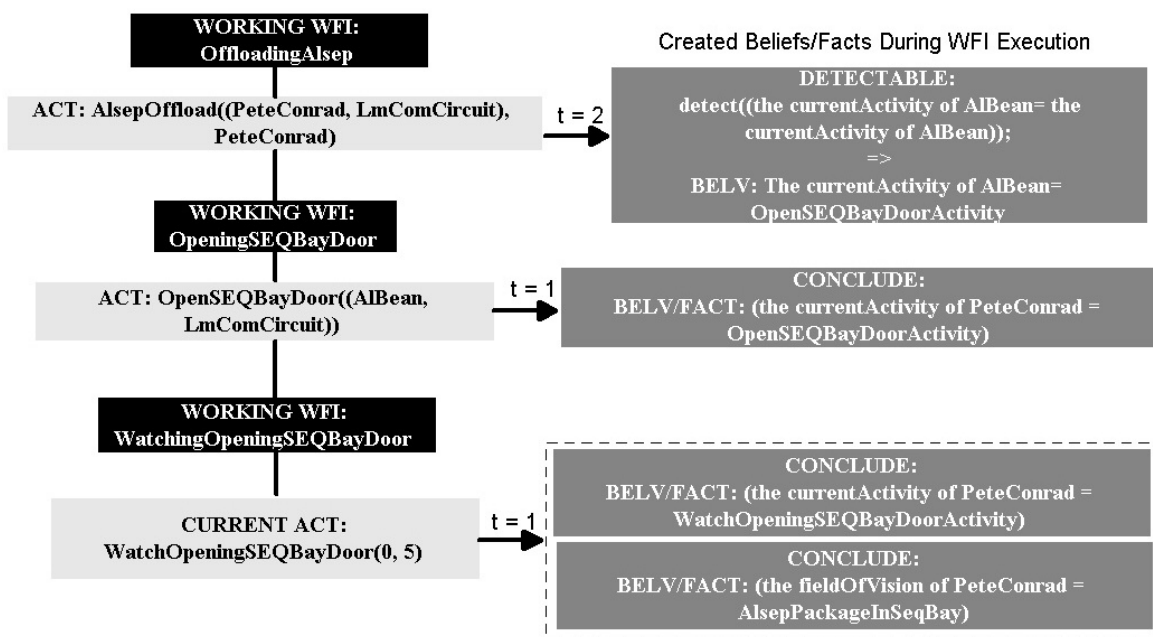 WORKING WFI:
OffloadingAlsep
Created Beliefs/Facts During WFI Execution
ACT: AlsepOffload((PeteConrad, LmComCircuit),
PeteConrad)
t = 2
DETECTABLE:
detect((the currentActivity of AlBean= the
currentActivity of AlBean));
=>
BELV: The currentActivity of AlBean=
OpenSEQBayDoorActivity
WORKING WFI:
OpeningSEQBayDoor
ACT: OpenSEQBayDoor((AlBean,
LmComCircuit))
t = 1
CONCLUDE:
BELV/FACT: (the currentActivity of PeteConrad =
OpenSEQBayDoorActivity)
WORKING WFI:
WatchingOpeningSEQBayDoor
CURRENT ACT:
WatchOpeningSEQBayDoor(0, 5)
t = 1
CONCLUDE:
BELV/FACT: (the currentActivity of PeteConrad =
WatchOpeningSEQBayDoorActivity)
CONCLUDE:
BELV/FACT: (the fieldOfVision of PeteConrad =
AlsepPackageInSeqBay)